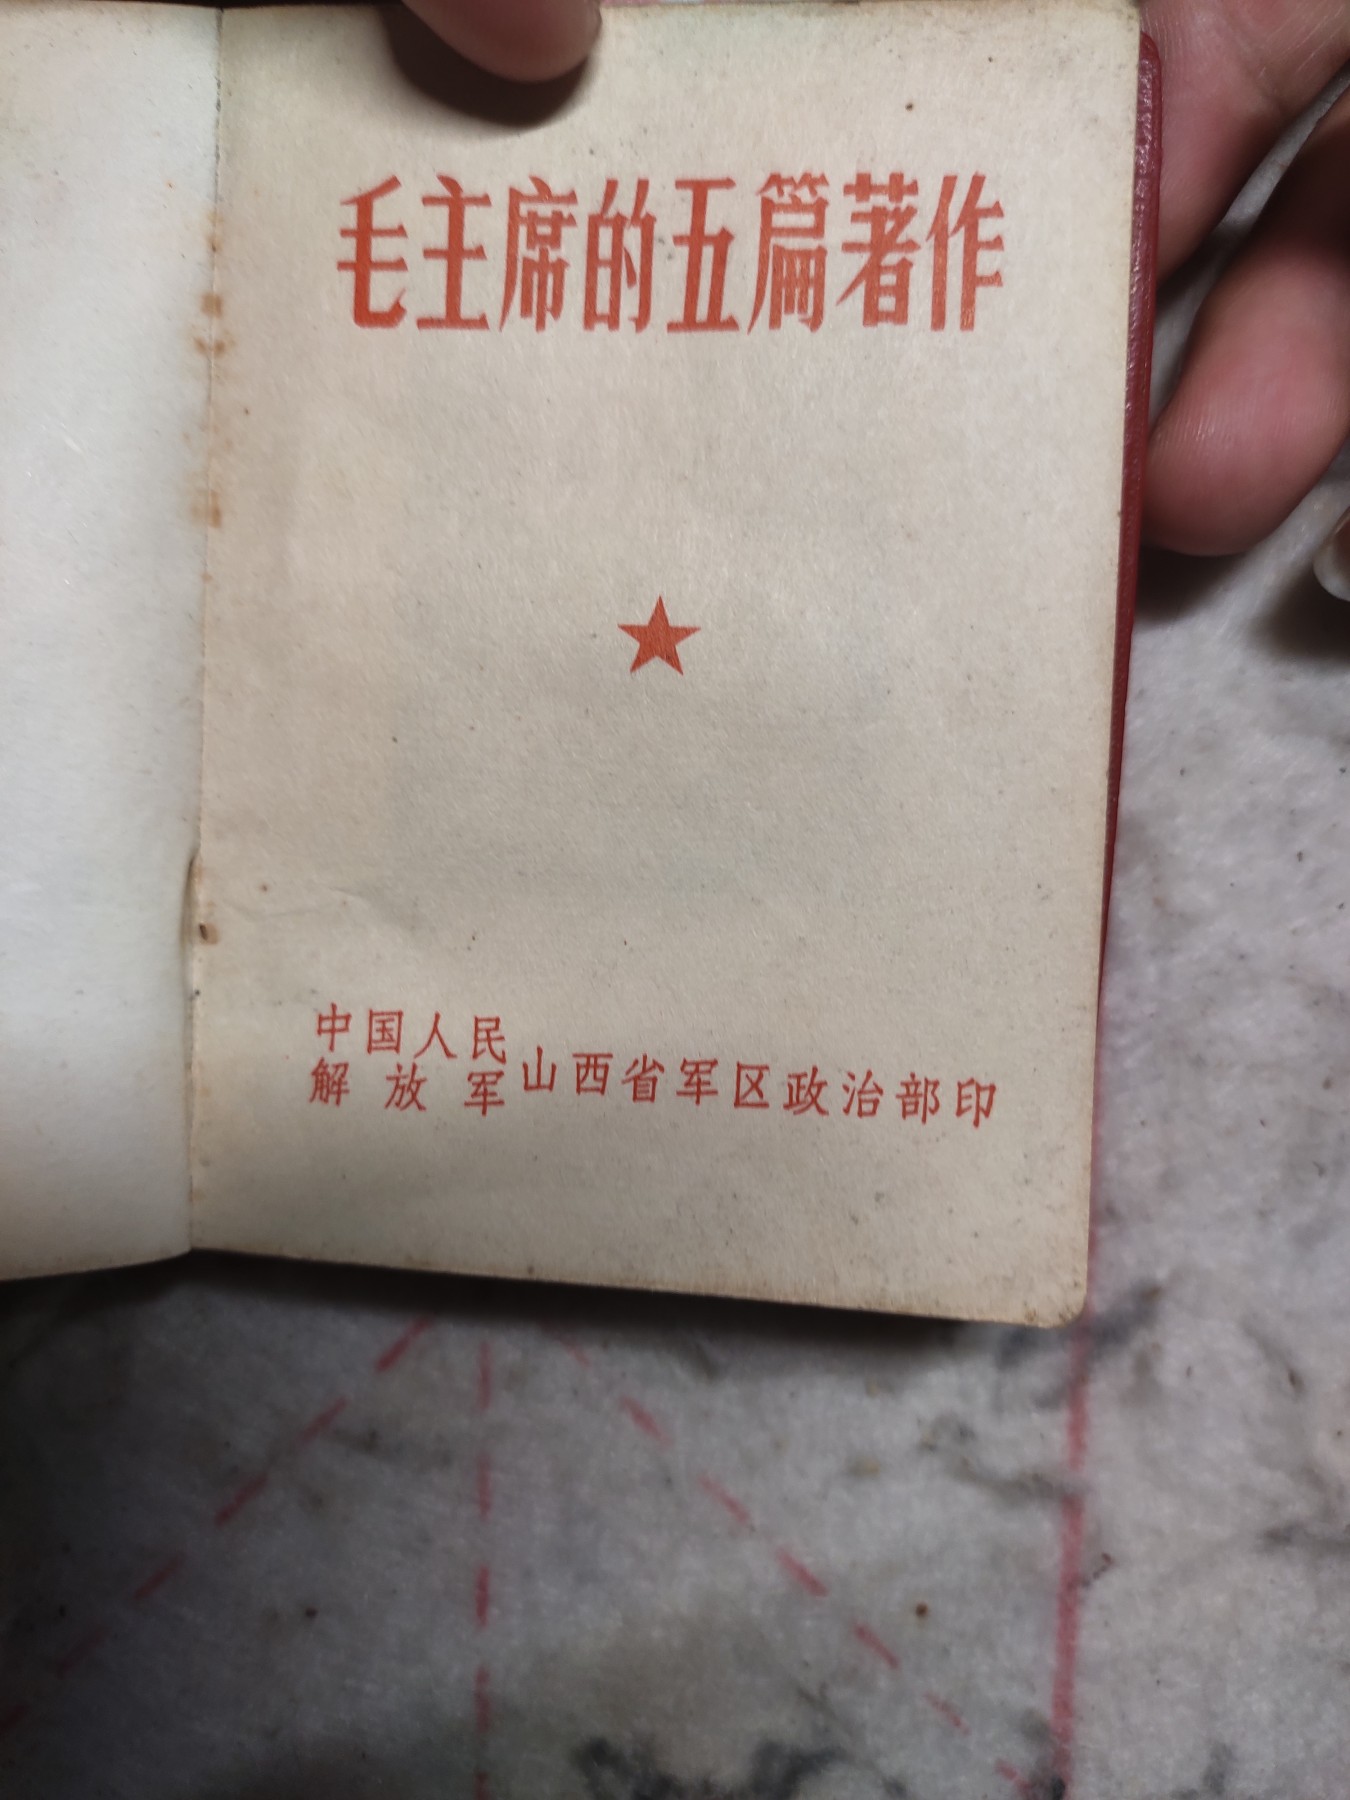 毛主席的五篇著作
中国人民
解放军山西省军区政治部印